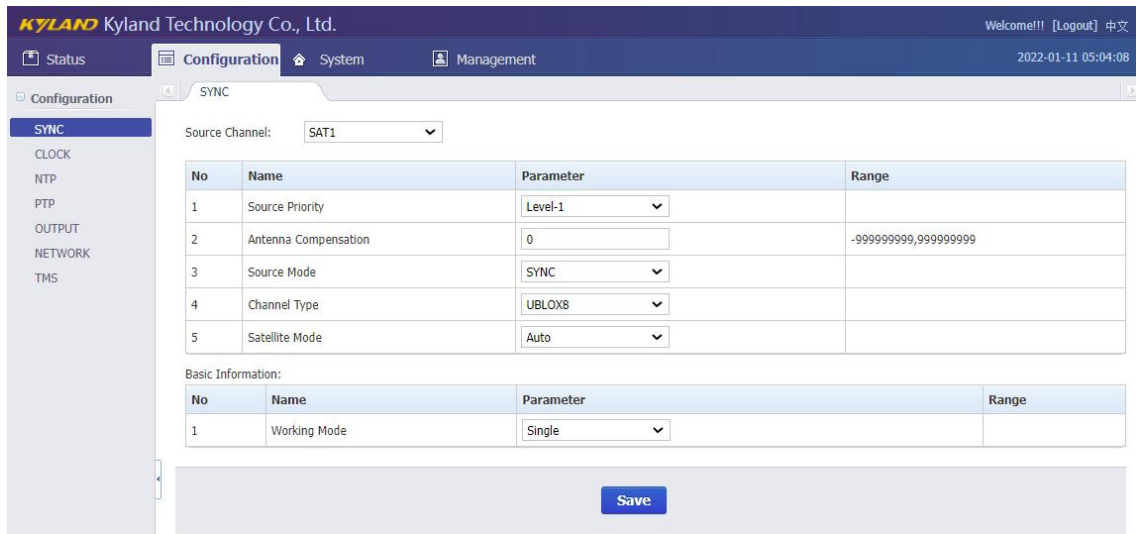 KYLAND Kyland Technology Co., Ltd.
Welcome!!! [Logout] 中文
Status Configuration System Management 2022-01-11 05:04:08
Configuration
SYNC
CLOCK
NTP
PTP
OUTPUT
NETWORK
TMS
SYNC
Source Channel: SAT1
No Name Parameter Range
1 Source Priority Level-1
2 Antenna Compensation 0 -999999999,999999999
3 Source Mode SYNC
4 Channel Type UBLOX8
5 Satellite Mode Auto
Basic Information:
No Name Parameter Range
1 Working Mode Single
Save